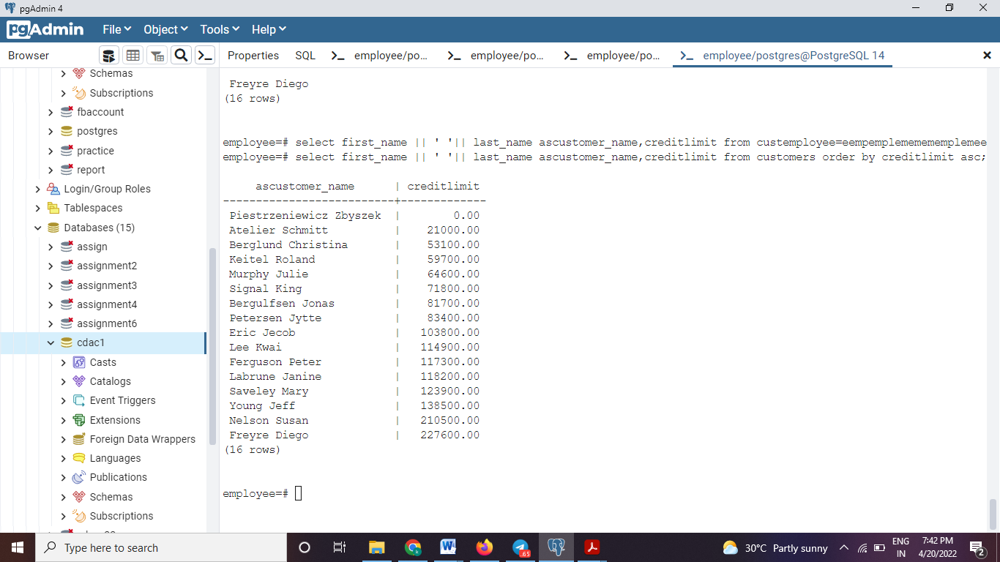 pgAdmin 4
pgAdmin File Object Tools Help
Browser
Properties SQL employee/po... employee/po... employee/po... employee/postgres@PostgreSQL 14
Schemas
Subscriptions
fbaccount
postgres
practice
report
Login/Group Roles
Tablespaces
Databases (15)
assign
assignment2
assignment3
assignment4
assignment6
cdac1
Casts
Catalogs
Event Triggers
Extensions
Foreign Data Wrappers
Languages
Publications
Schemas
Subscriptions
Freyre Diego
(16 rows)
employee=# select first_name || ' '|| last_name ascustomer_name,creditlimit from custemployee=eempemplemememememplemee
employee=# select first_name || ' '|| last_name ascustomer_name,creditlimit from customers order by creditlimit asc;
ascustomer_name | creditlimit
--------------------------+-------------
Piestrzeniewicz Zbyszek | 0.00
Atelier Schmitt | 21000.00
Berglund Christina | 53100.00
Keitel Roland | 59700.00
Murphy Julie | 64600.00
Signal King | 71800.00
Bergulfsen Jonas | 81700.00
Petersen Jytte | 83400.00
Eric Jecob | 103800.00
Lee Kwai | 114900.00
Ferguson Peter | 117300.00
Labrune Janine | 118200.00
Saveley Mary | 123900.00
Young Jeff | 138500.00
Nelson Susan | 210500.00
Freyre Diego | 227600.00
(16 rows)
employee=#
Type here to search
.65
30°C Partly sunny
ENG
IN
7:42 PM
4/20/2022
2